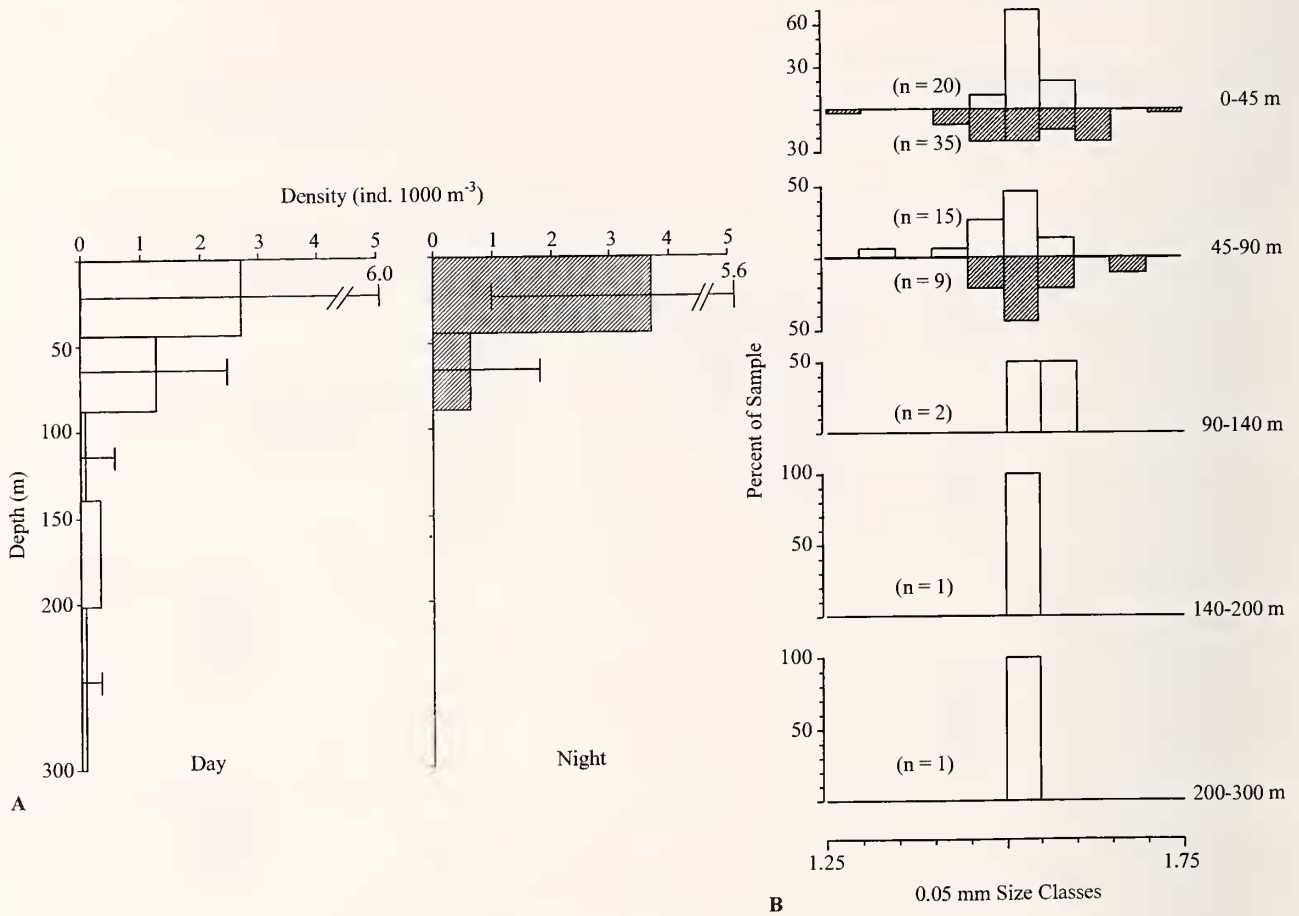 Density (ind. 1000 m-3)
0 1 2 3 4 5
6.0
50
100
150
200
300
Depth (m)
Day
0 1 2 3 4 5
5.6
Night
A
60
30
30
(n = 20)
(n = 35)
0-45 m
50
50
(n = 15)
(n = 9)
45-90 m
50
(n = 2)
90-140 m
100
50
(n = 1)
140-200 m
100
50
(n = 1)
200-300 m
Percent of Sample
1.25 1.75
0.05 mm Size Classes
B